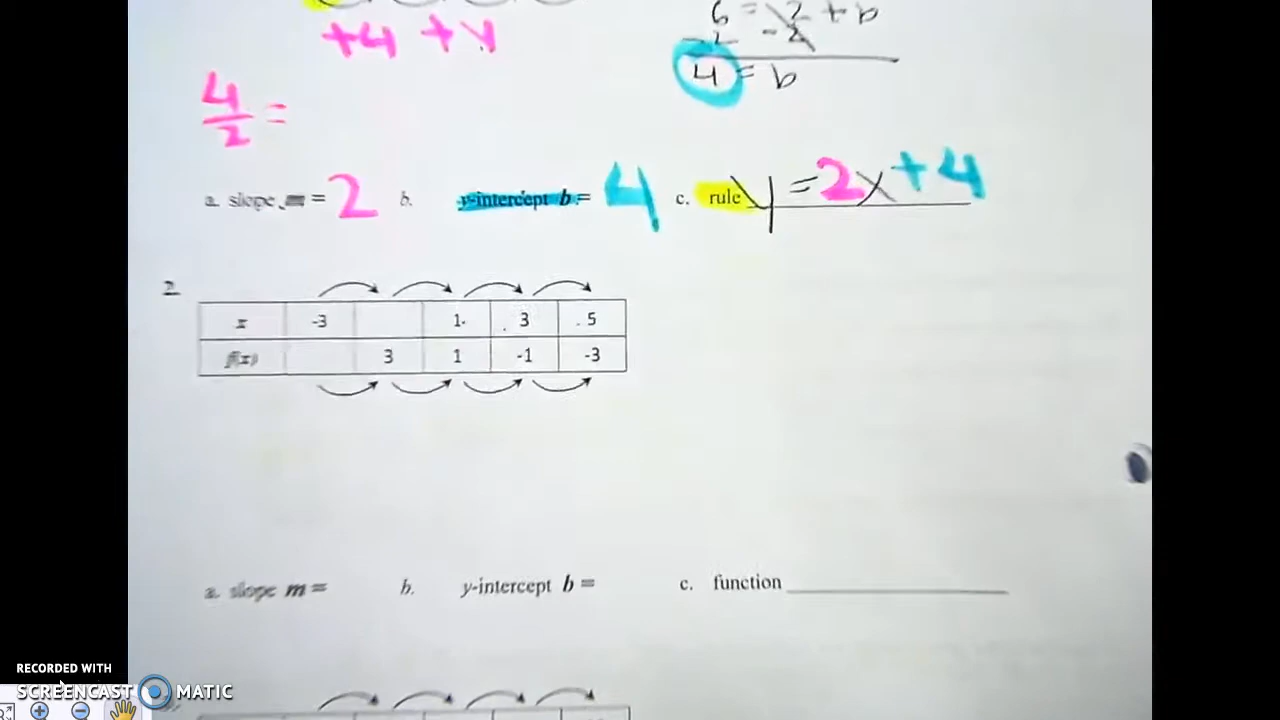 6 = 2 + b
+4 +4
-2 -2
4 = b
4/2 =
a. slope m = 2 b. y-intercept b = 4 c. rule y = 2x + 4
2.
x -3 1 3 5
f(x) 3 1 -1 -3
a. slope m = b. y-intercept b = c. function
RECORDED WITH
SCREENCAST MATIC